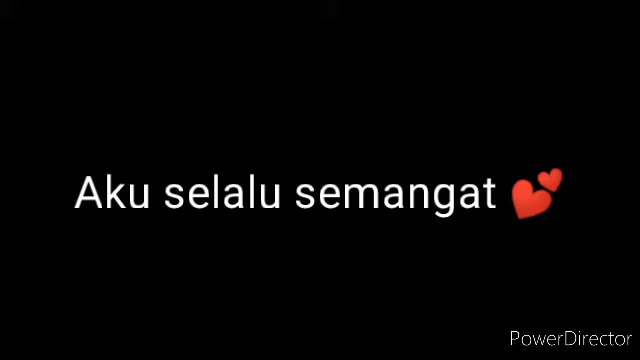 Aku selalu semangat 💕
PowerDirector